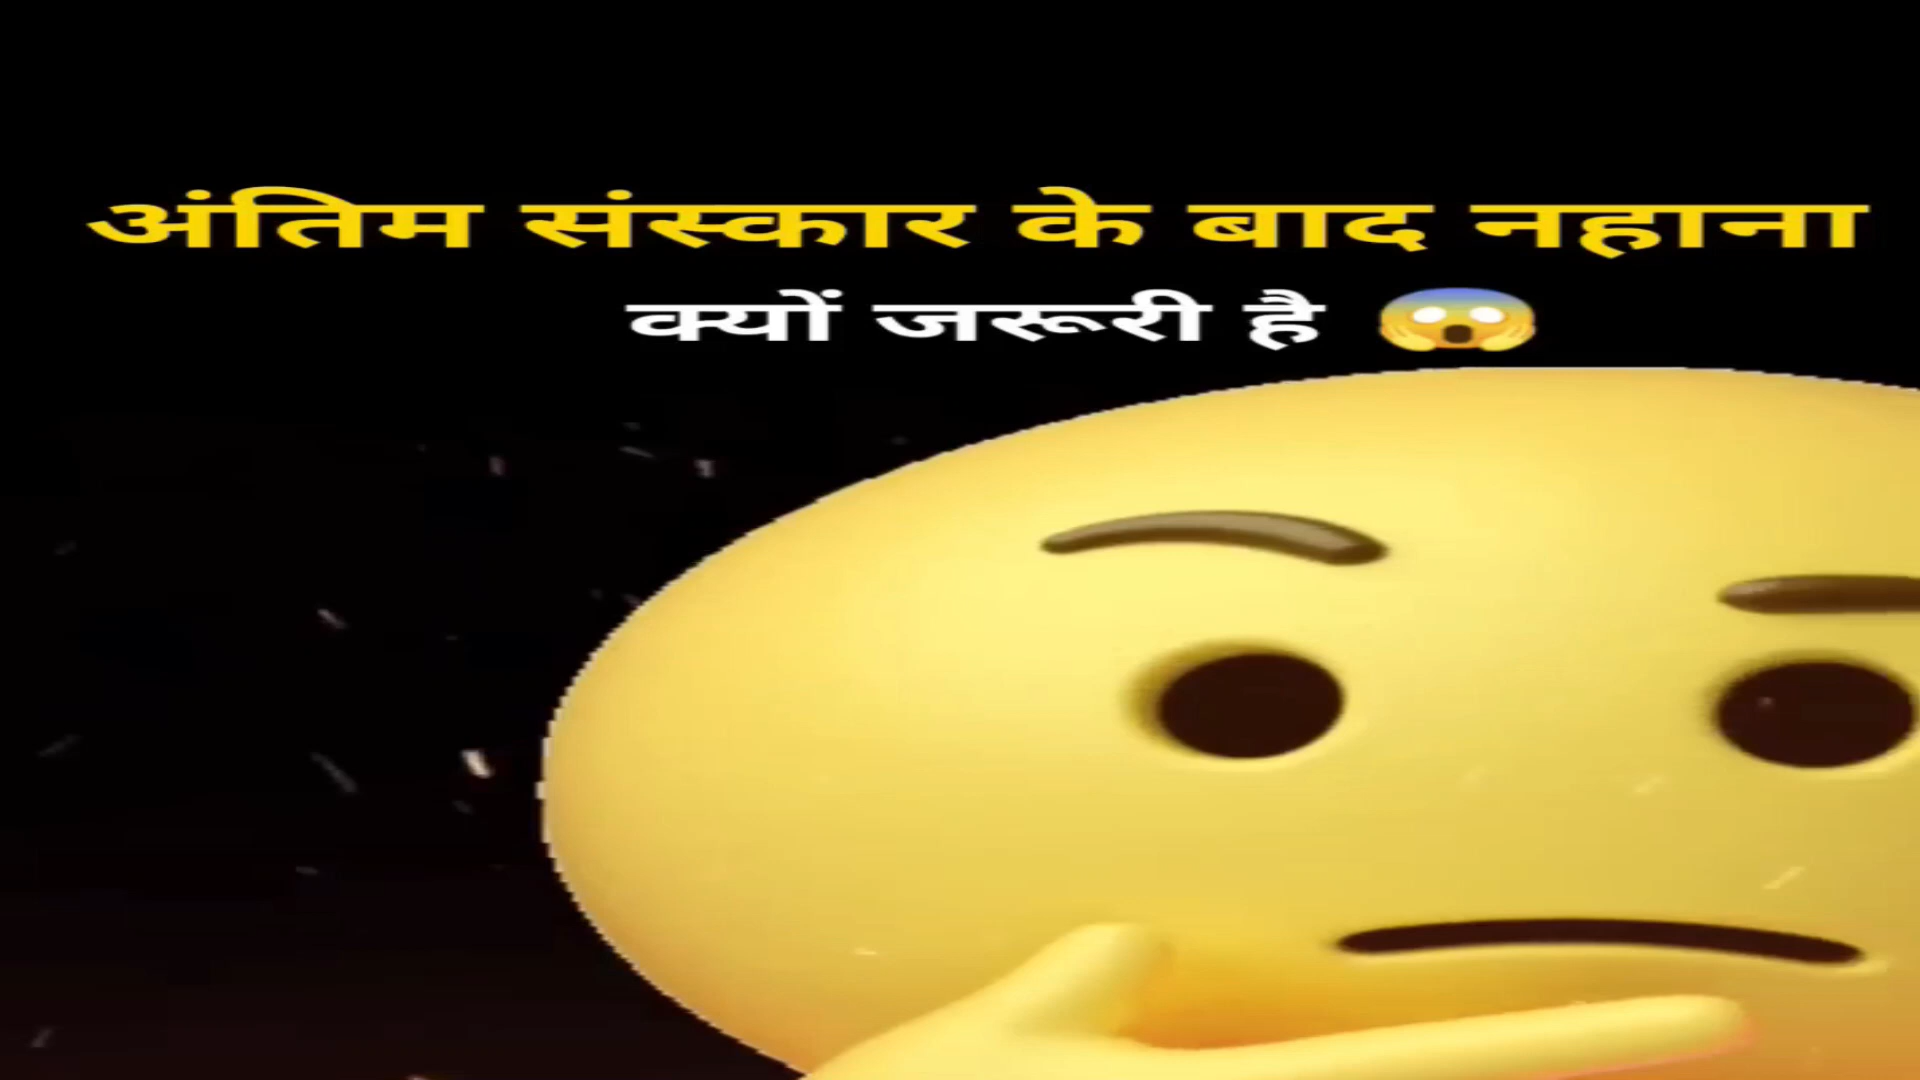 अंतिम संस्कार के बाद नहाना
क्यों जरूरी है 😱